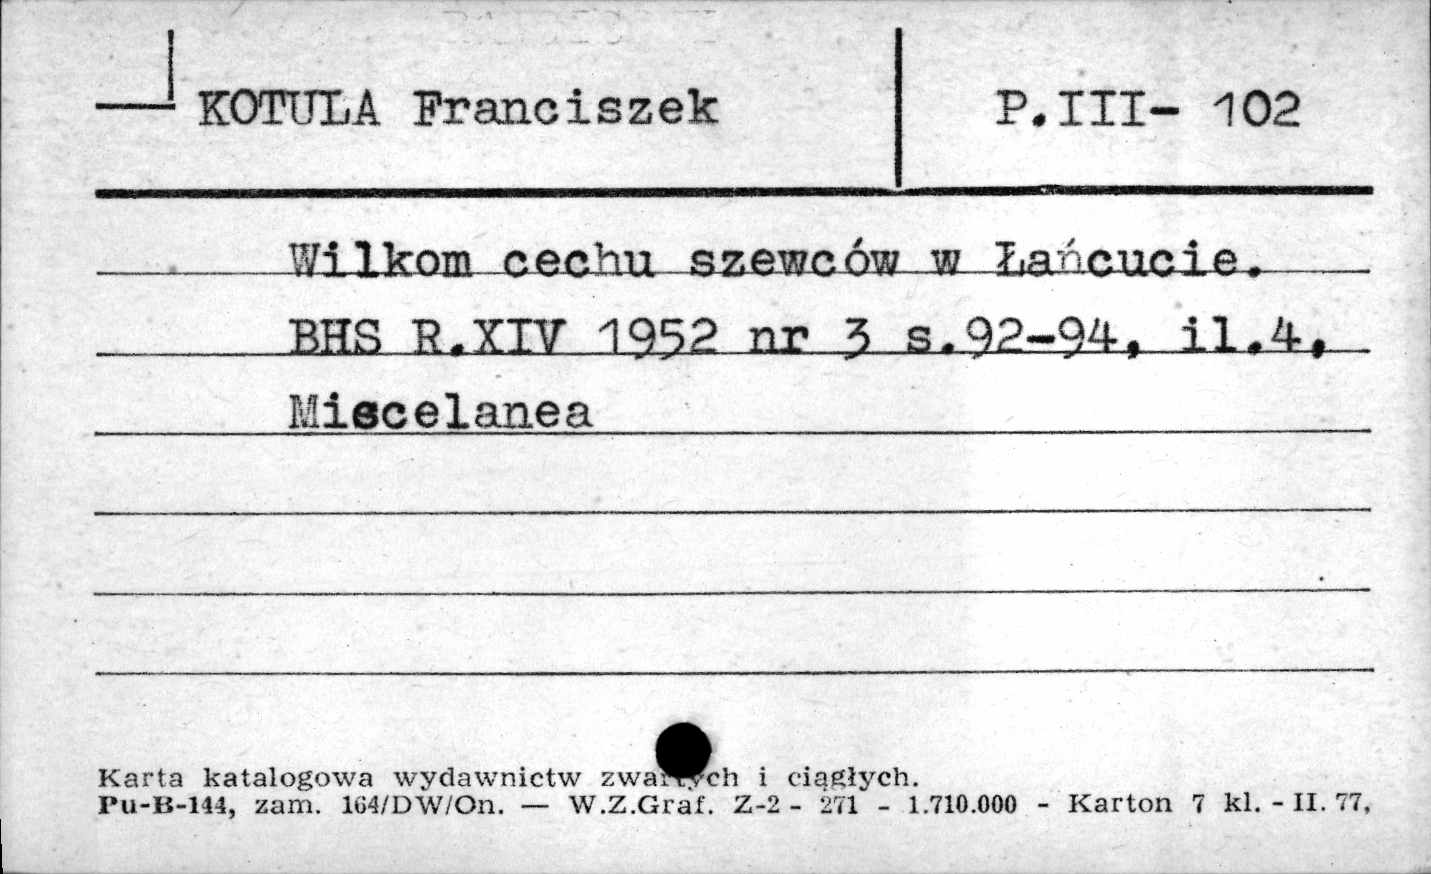 KOTULA Franciszek
P.III- 102
Wilkom cechu szewców w Łańcucie.
BHS R.XIV 1952 nr 3 s.92-94, il.4,
Miscelanea
Karta katalogowa wydawnictw zwartych i ciągłych.
Pu-B-144, zam. 164/DW/On. — W.Z.Graf. Z-2 - 271 - 1.710.000 - Karton 7 kl. - II. 77,